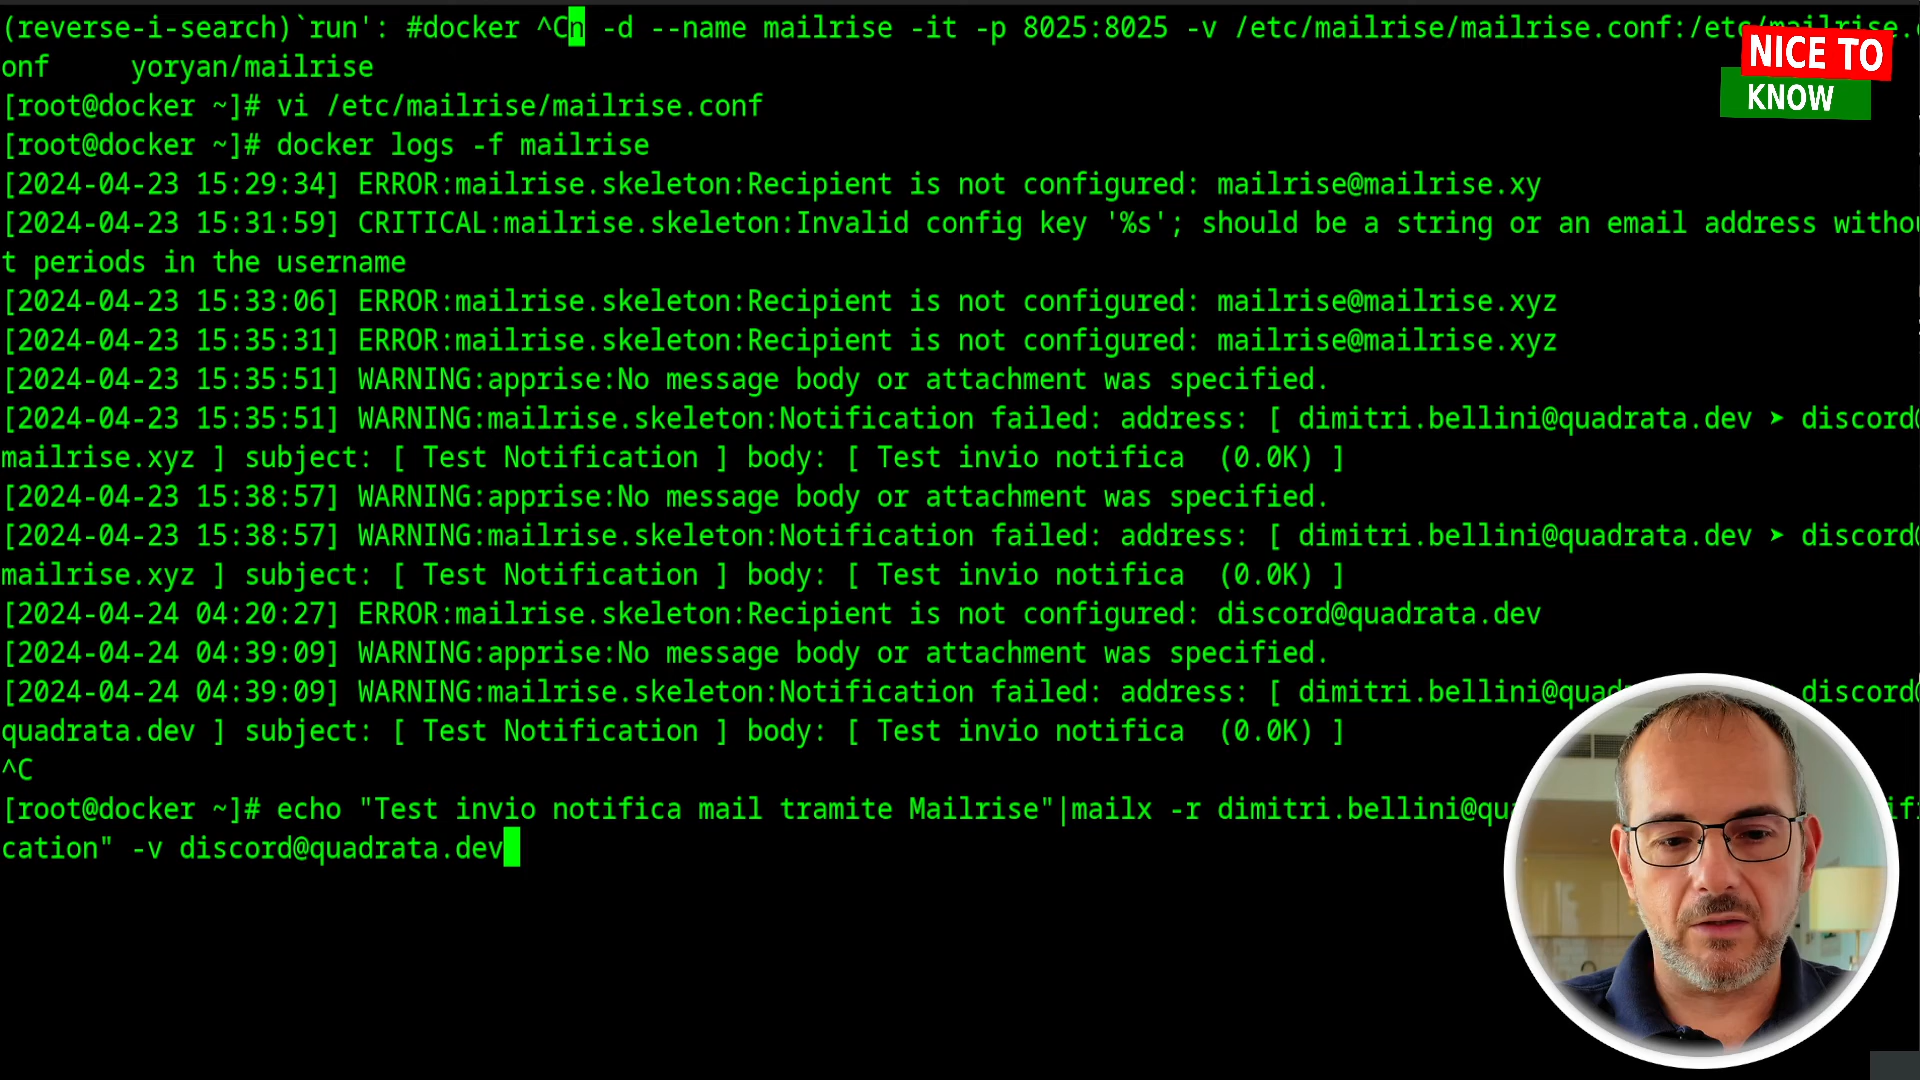 (reverse-i-search)`run': #docker ^Cn -d --name mailrise -it -p 8025:8025 -v /etc/mailrise/mailrise.conf:/etc/mailrise.c
onf     yoryan/mailrise
NICE TO
KNOW
[root@docker ~]# vi /etc/mailrise/mailrise.conf
[root@docker ~]# docker logs -f mailrise
[2024-04-23 15:29:34] ERROR:mailrise.skeleton:Recipient is not configured: mailrise@mailrise.xy
[2024-04-23 15:31:59] CRITICAL:mailrise.skeleton:Invalid config key '%s'; should be a string or an email address withou
t periods in the username
[2024-04-23 15:33:06] ERROR:mailrise.skeleton:Recipient is not configured: mailrise@mailrise.xyz
[2024-04-23 15:35:31] ERROR:mailrise.skeleton:Recipient is not configured: mailrise@mailrise.xyz
[2024-04-23 15:35:51] WARNING:apprise:No message body or attachment was specified.
[2024-04-23 15:35:51] WARNING:mailrise.skeleton:Notification failed: address: [ dimitri.bellini@quadrata.dev ➤ discord@
mailrise.xyz ] subject: [ Test Notification ] body: [ Test invio notifica  (0.0K) ]
[2024-04-23 15:38:57] WARNING:apprise:No message body or attachment was specified.
[2024-04-23 15:38:57] WARNING:mailrise.skeleton:Notification failed: address: [ dimitri.bellini@quadrata.dev ➤ discord@
mailrise.xyz ] subject: [ Test Notification ] body: [ Test invio notifica  (0.0K) ]
[2024-04-24 04:20:27] ERROR:mailrise.skeleton:Recipient is not configured: discord@quadrata.dev
[2024-04-24 04:39:09] WARNING:apprise:No message body or attachment was specified.
[2024-04-24 04:39:09] WARNING:mailrise.skeleton:Notification failed: address: [ dimitri.bellini@quad discord@
quadrata.dev ] subject: [ Test Notification ] body: [ Test invio notifica  (0.0K) ]
^C
[root@docker ~]# echo "Test invio notifica mail tramite Mailrise"|mailx -r dimitri.bellini@qu
cation" -v discord@quadrata.dev